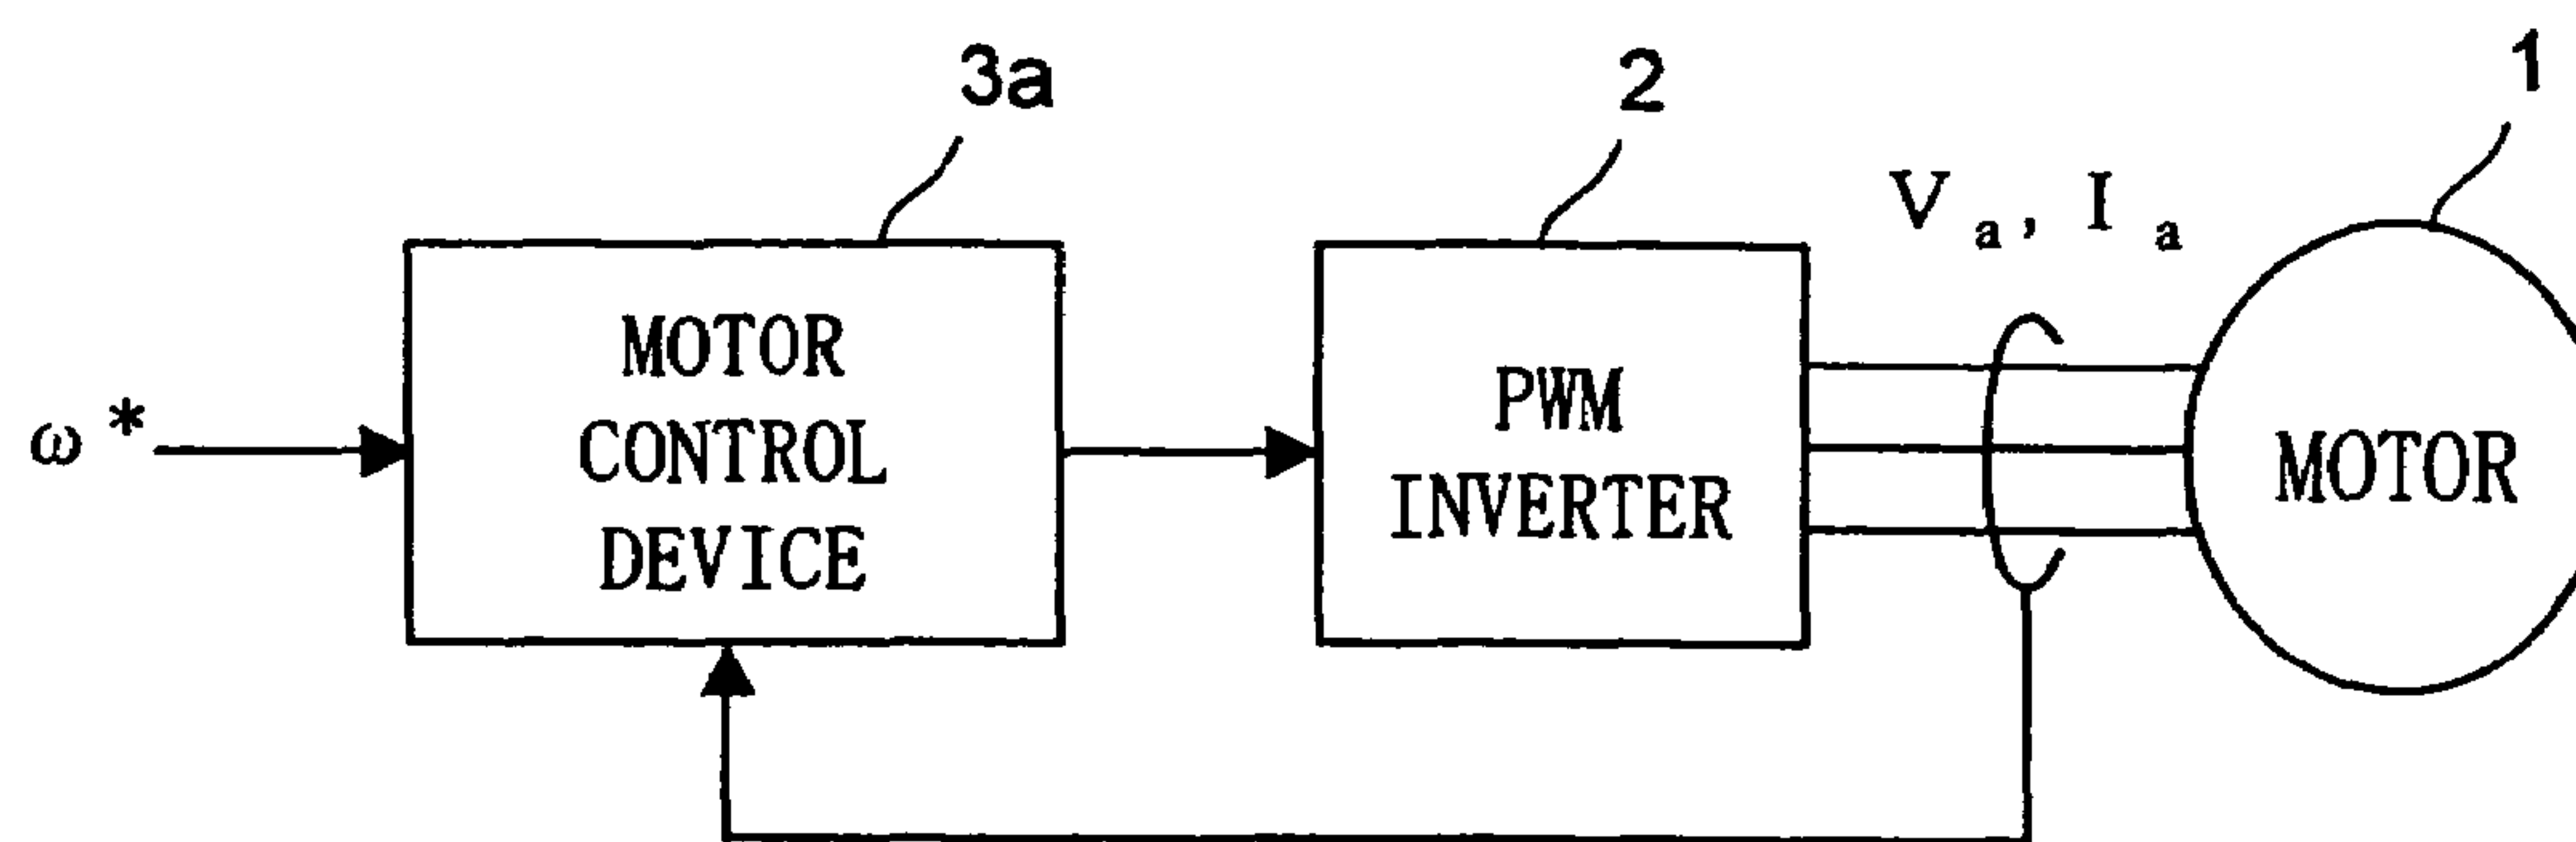 3a
2
1
V a, I a
ω *
MOTOR
CONTROL
DEVICE
PWM
INVERTER
MOTOR